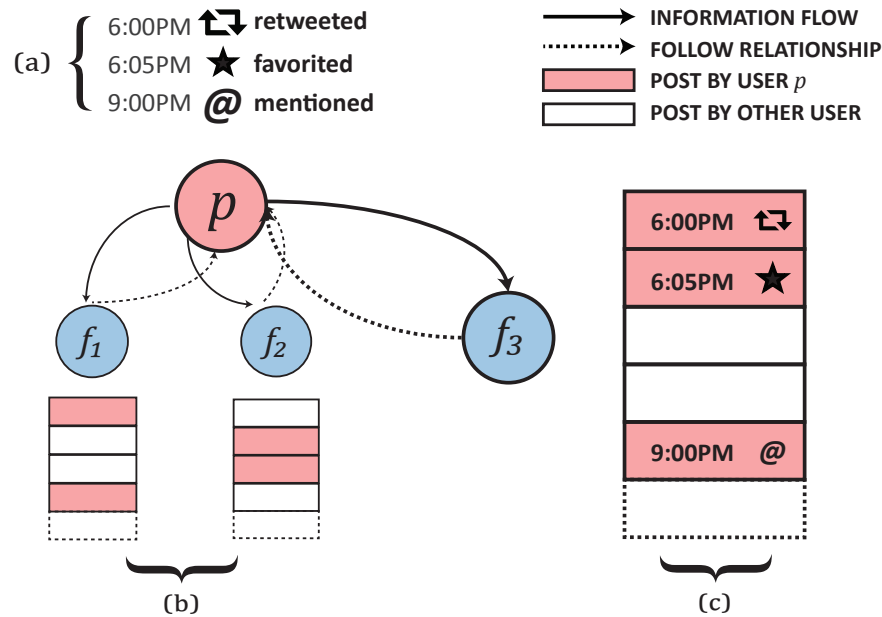 (a)
6:00PM retweeted
6:05PM favorited
9:00PM @ mentioned
INFORMATION FLOW
FOLLOW RELATIONSHIP
POST BY USER p
POST BY OTHER USER
p
f1
f2
f3
6:00PM
6:05PM
9:00PM @
(b)
(c)